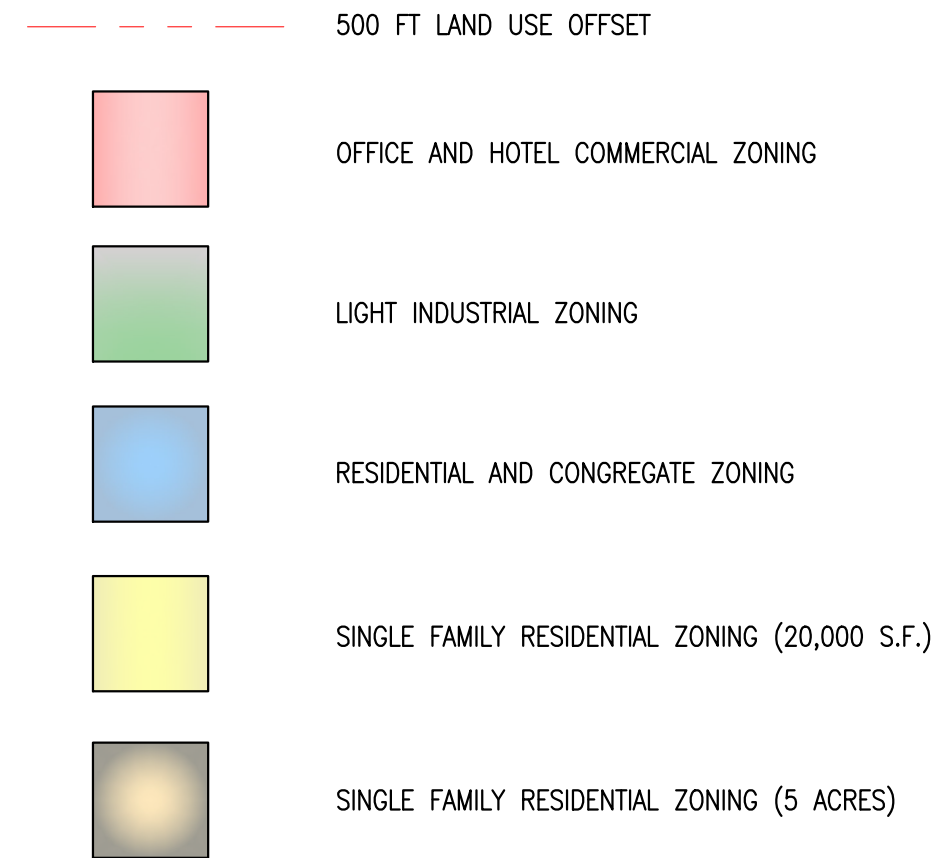 500 FT LAND USE OFFSET
OFFICE AND HOTEL COMMERCIAL ZONING
LIGHT INDUSTRIAL ZONING
RESIDENTIAL AND CONGREGATE ZONING
SINGLE FAMILY RESIDENTIAL ZONING (20,000 S.F.)
SINGLE FAMILY RESIDENTIAL ZONING (5 ACRES)